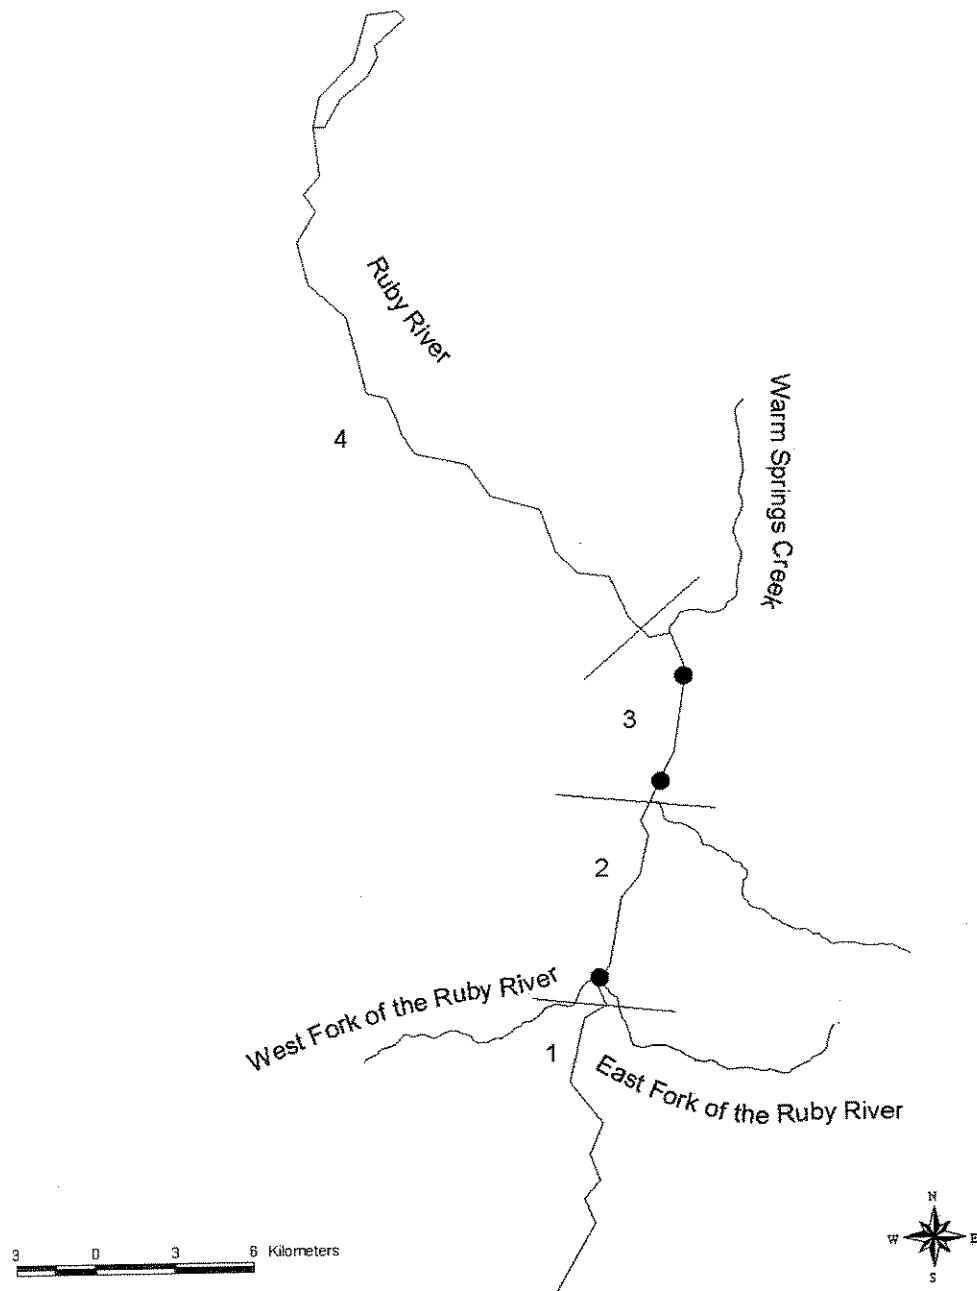 Ruby River
Warm Springs Creek
4
3
2
West Fork of the Ruby River
1
East Fork of the Ruby River
N
W E
S
3 0 3 6 Kilometers